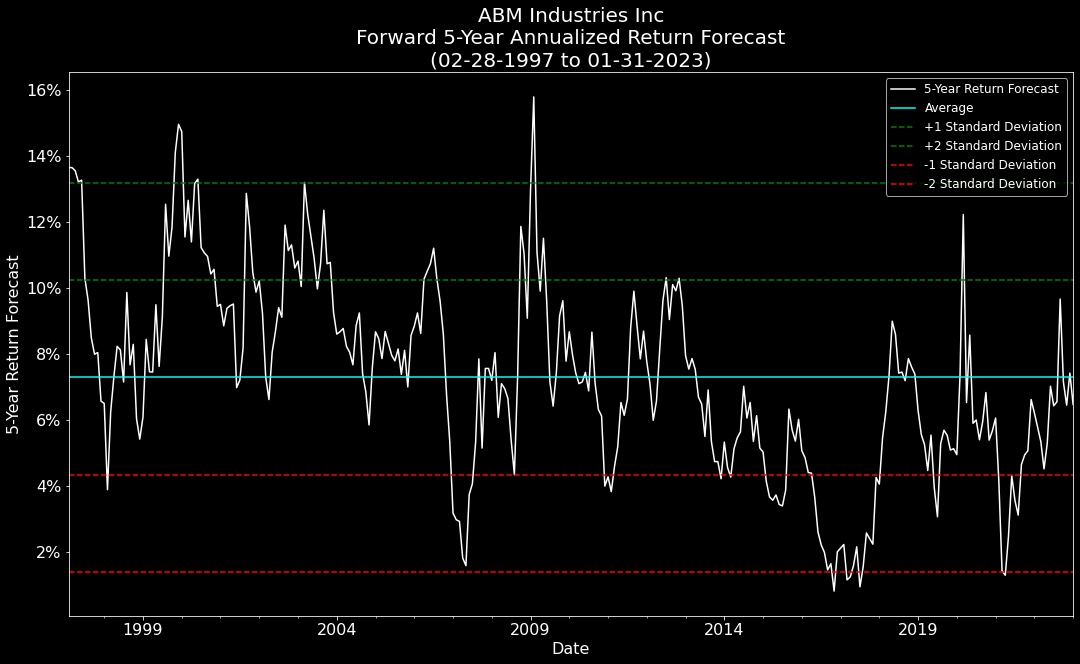 ABM Industries Inc
Forward 5-Year Annualized Return Forecast
(02-28-1997 to 01-31-2023)
5-Year Return Forecast
Average
+1 Standard Deviation
+2 Standard Deviation
-1 Standard Deviation
-2 Standard Deviation
16%
14%
12%
10%
8%
6%
4%
2%
5-Year Return Forecast
1999
2004
2009
2014
2019
Date